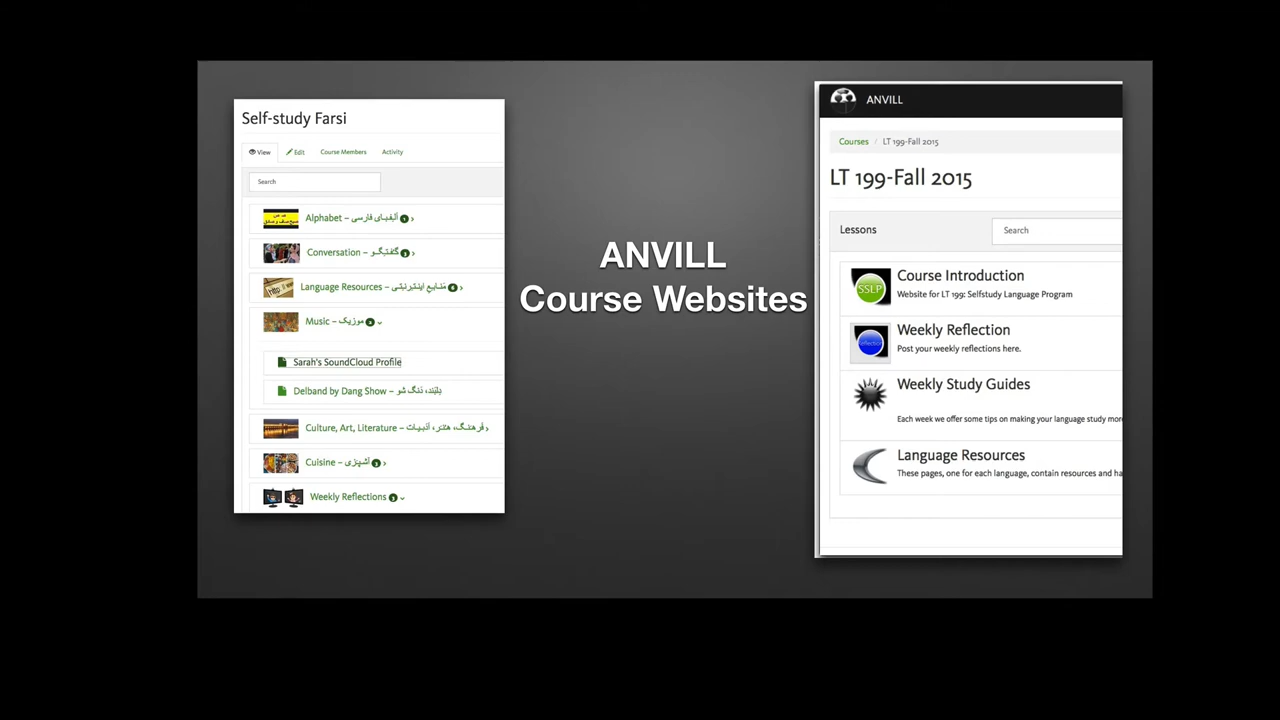 Self-study Farsi
View Edit Course Members Activity
Search
Alphabet – الفبای فارسی 1
Conversation – گفتگو
Language Resources – منابع اینترنتی
Music – موزیک
Sarah's SoundCloud Profile
Delband by Dang Show – دلبند، دنگ شو
Culture, Art, Literature – فرهنگ، هنر، ادبیات
Cuisine – آشپزی
Weekly Reflections
ANVILL
Course Websites
ANVILL
Courses / LT 199-Fall 2015
LT 199-Fall 2015
Lessons
Search
SSLP
Course Introduction
Website for LT 199: Selfstudy Language Program
Reflection
Weekly Reflection
Post your weekly reflections here.
Weekly Study Guides
Each week we offer some tips on making your language study mor
Language Resources
These pages, one for each language, contain resources and ha